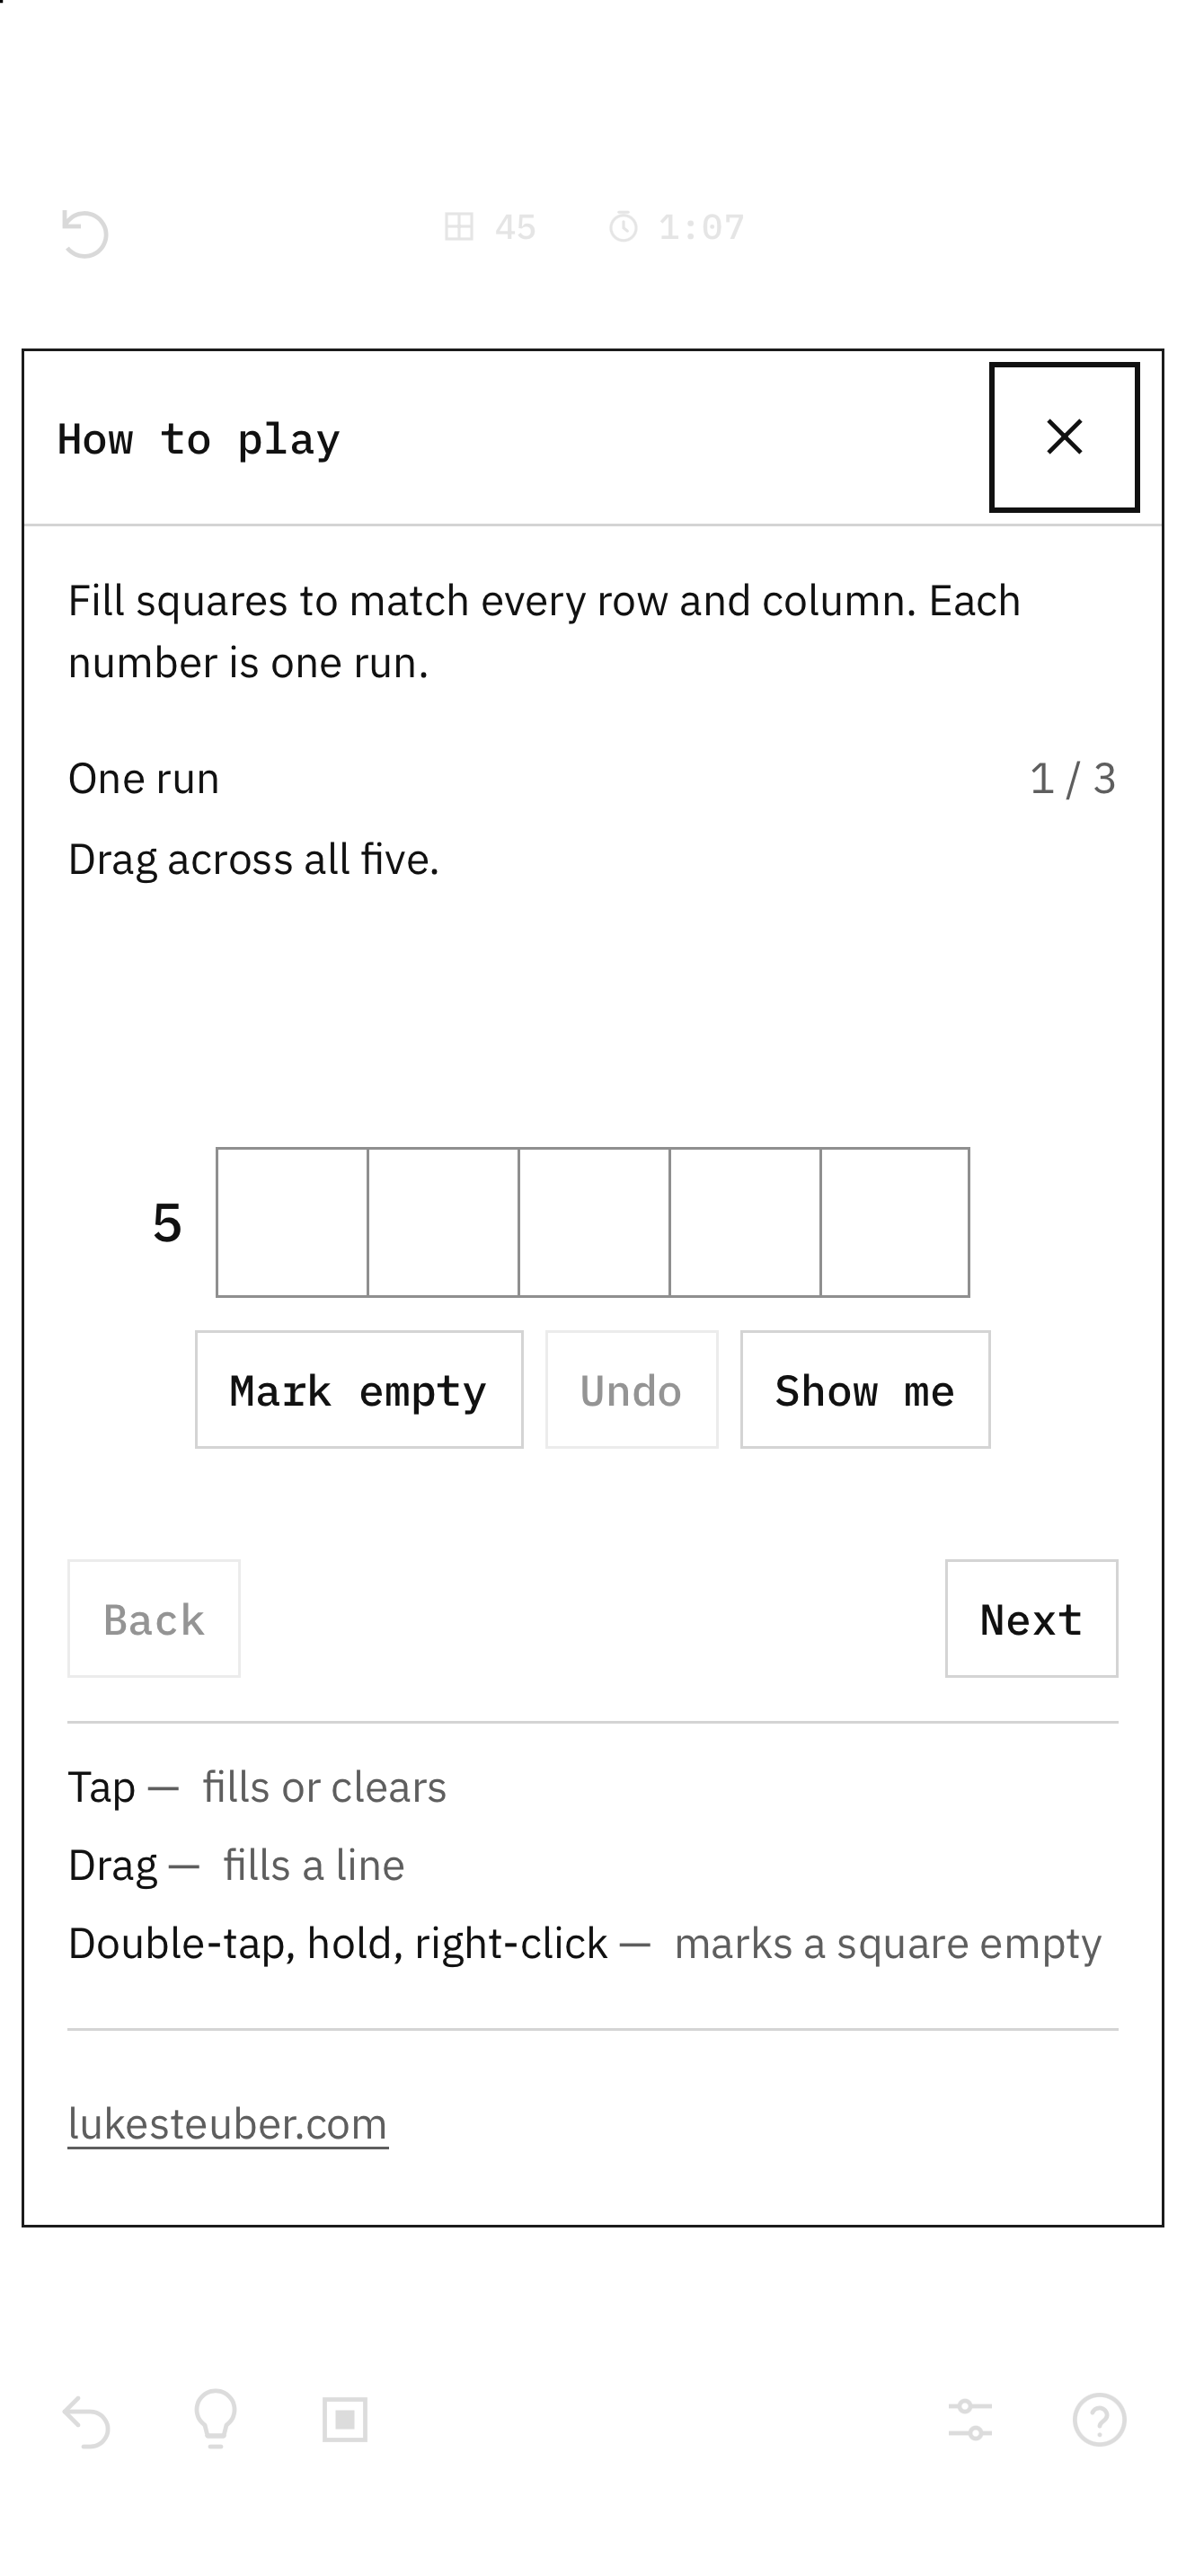 45 1:07
How to play
Fill squares to match every row and column. Each
number is one run.
One run 1 / 3
Drag across all five.
5
Mark empty Undo Show me
Back Next
Tap — fills or clears
Drag — fills a line
Double-tap, hold, right-click — marks a square empty
lukesteuber.com